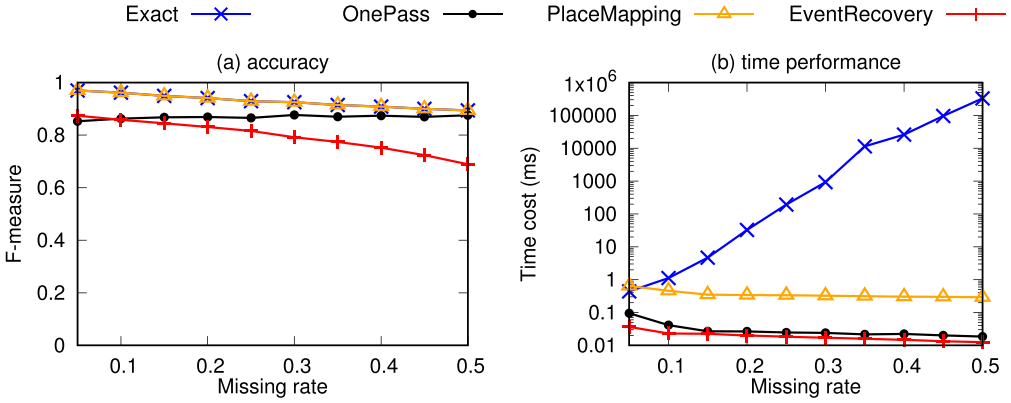 Exact OnePass PlaceMapping EventRecovery
(a) accuracy
1
0.8
0.6
0.4
0.2
0
F-measure
0.1 0.2 0.3 0.4 0.5
Missing rate
(b) time performance
1x10^6
100000
10000
1000
100
10
1
0.1
0.01
Time cost (ms)
0.1 0.2 0.3 0.4 0.5
Missing rate